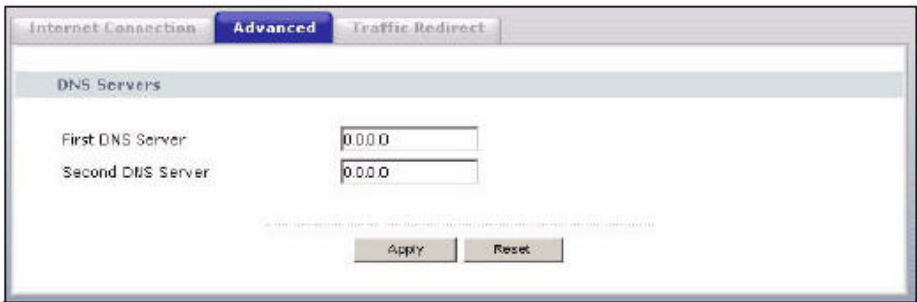 Internet Connection Advanced Traffic Redirect
DNS Servers
First DNS Server 0.0.0.0
Second DNS Server 0.0.0.0
Apply Reset